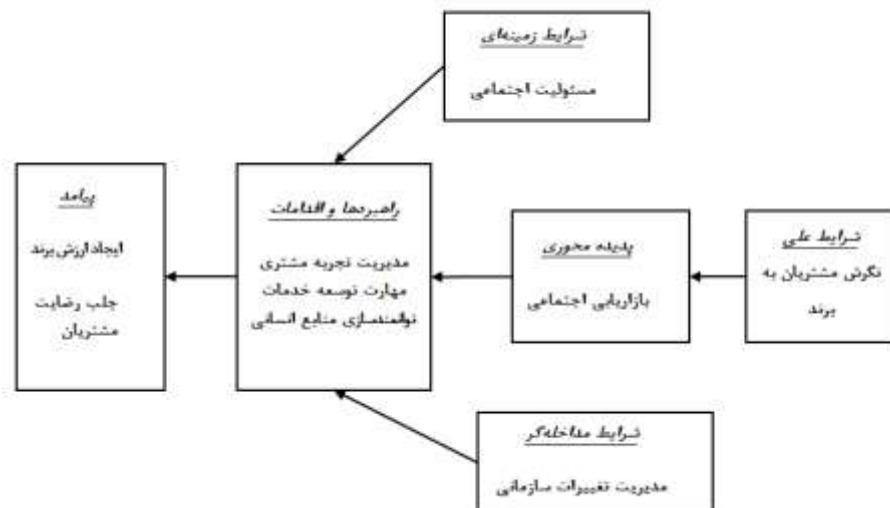 شرایط زمینه‌ای
مسئولیت اجتماعی
شرایط علی
نگرش مشتریان به
برند
پدیده محوری
بازاریابی اجتماعی
راهبردها و اقدامات
مدیریت تجربه مشتری
مهارت توسعه خدمات
توانمندسازی منابع انسانی
پیامد
ایجاد ارزش برند
جلب رضایت
مشتریان
شرایط مداخله‌گر
مدیریت تغییرات سازمانی